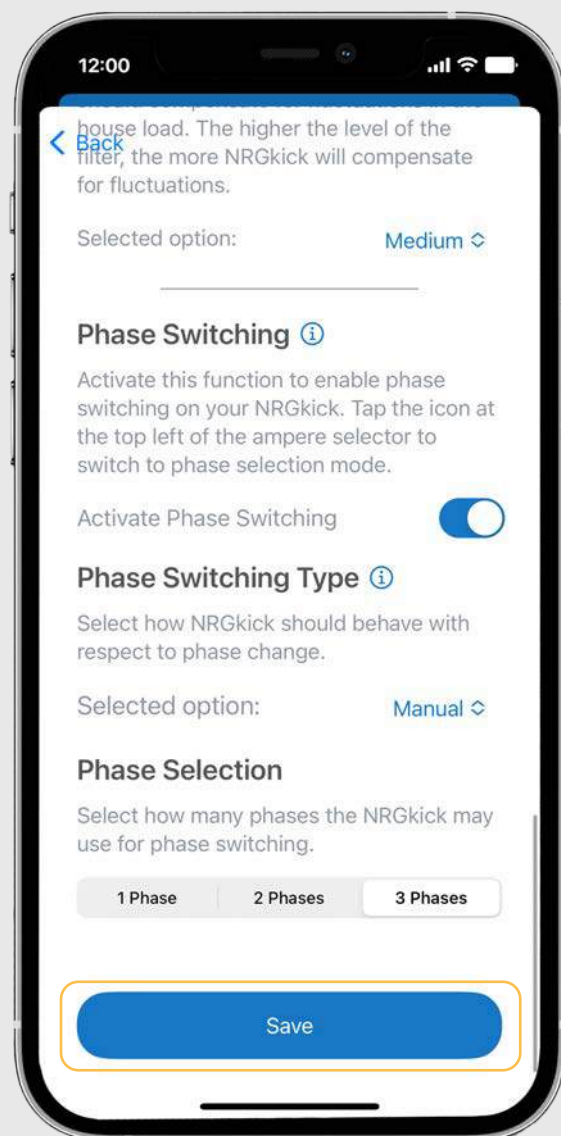 12:00
house load. The higher the level of the
Back
filter, the more NRGkick will compensate
for fluctuations.
Selected option:
Medium
Phase Switching
Activate this function to enable phase
switching on your NRGkick. Tap the icon at
the top left of the ampere selector to
switch to phase selection mode.
Activate Phase Switching
Phase Switching Type
Select how NRGkick should behave with
respect to phase change.
Selected option:
Manual
Phase Selection
Select how many phases the NRGkick may
use for phase switching.
1 Phase
2 Phases
3 Phases
Save